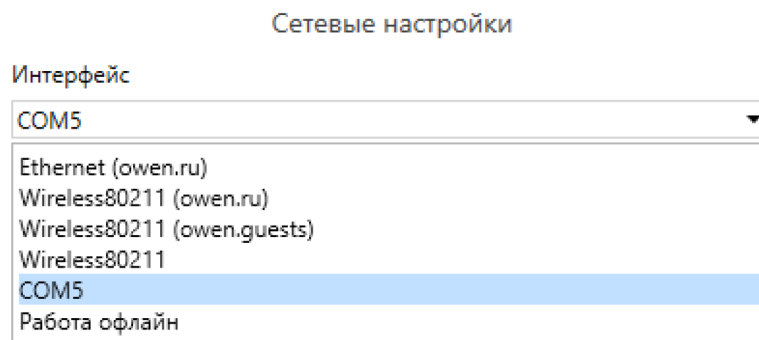 Сетевые настройки
Интерфейс
COM5
Ethernet (owen.ru)
Wireless80211 (owen.ru)
Wireless80211 (owen.guests)
Wireless80211
COM5
Работа офлайн